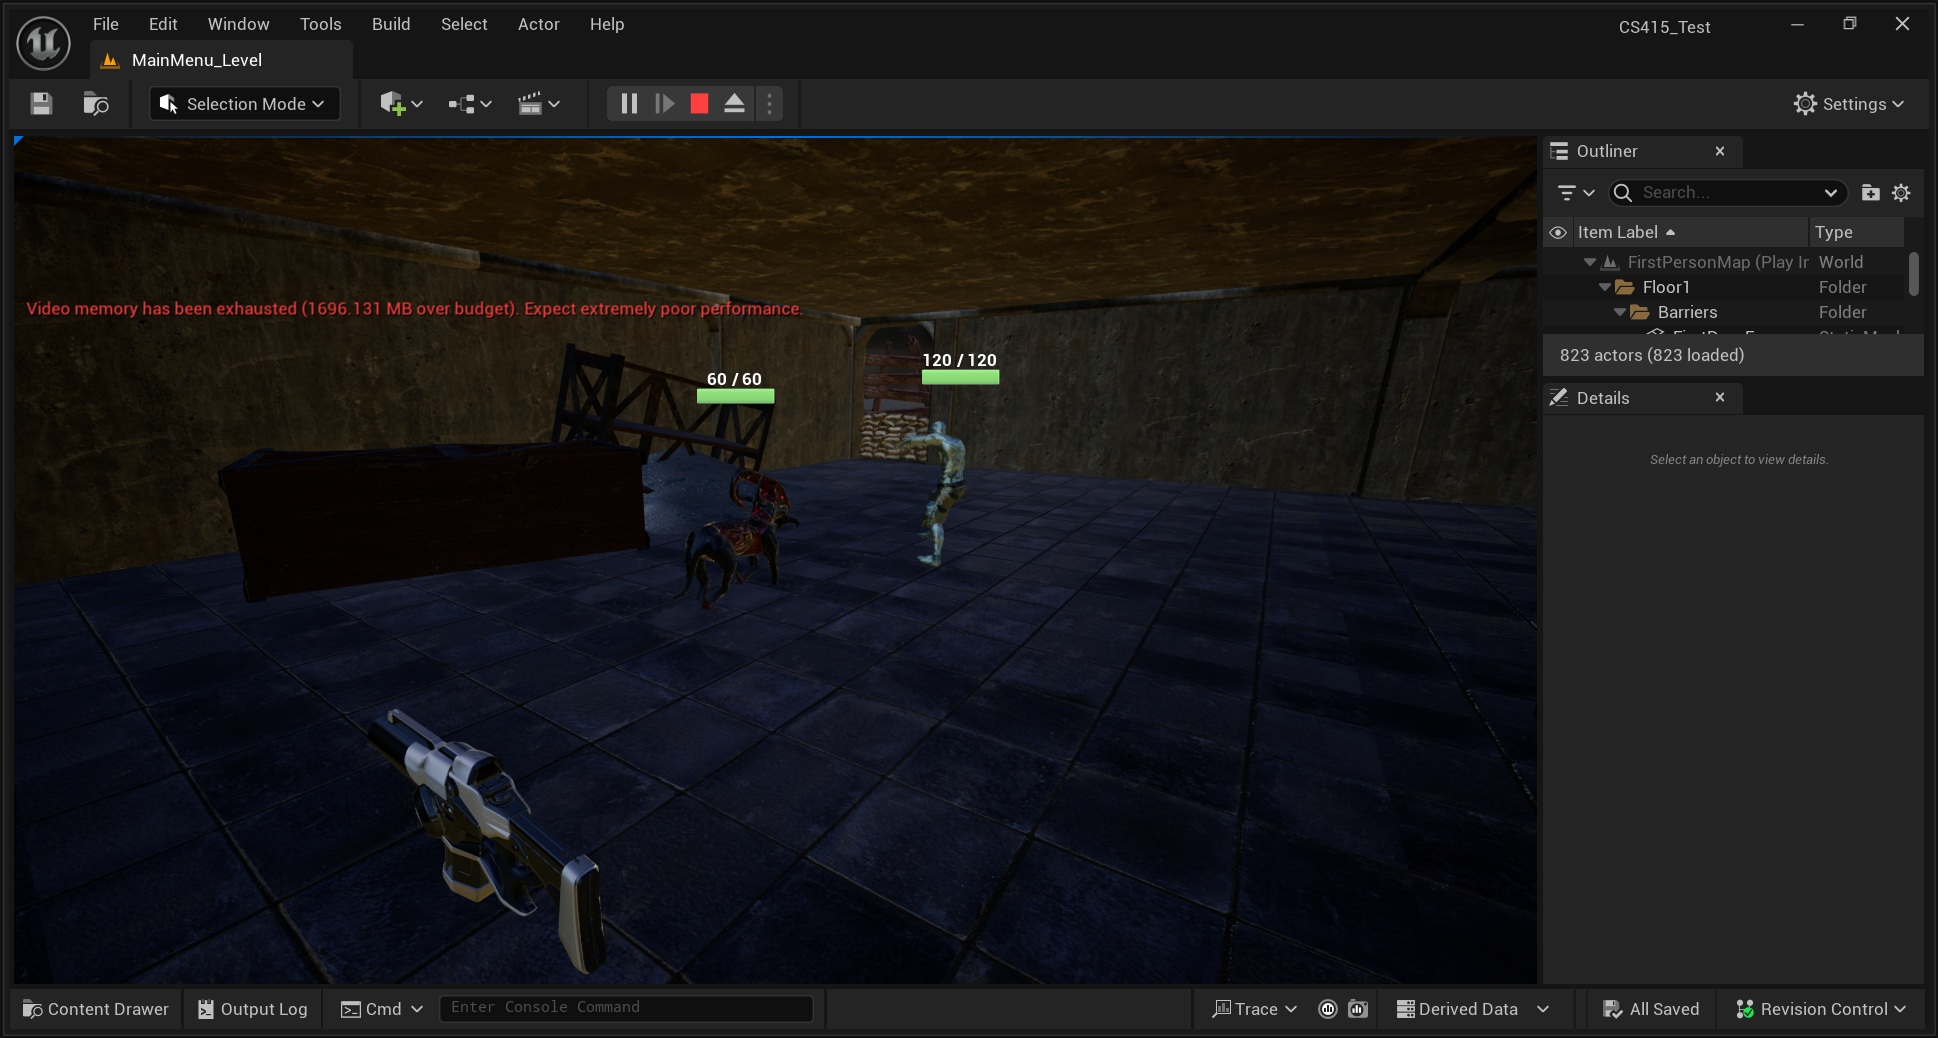 File Edit Window Tools Build Select Actor Help
CS415_Test
MainMenu_Level
Selection Mode
Settings
Video memory has been exhausted (1696.131 MB over budget). Expect extremely poor performance.
60 / 60
120 / 120
Outliner
Search...
Item Label Type
FirstPersonMap (Play Ir World
Floor1 Folder
Barriers Folder
823 actors (823 loaded)
Details
Select an object to view details.
Content Drawer Output Log Cmd Enter Console Command Trace Derived Data All Saved Revision Control